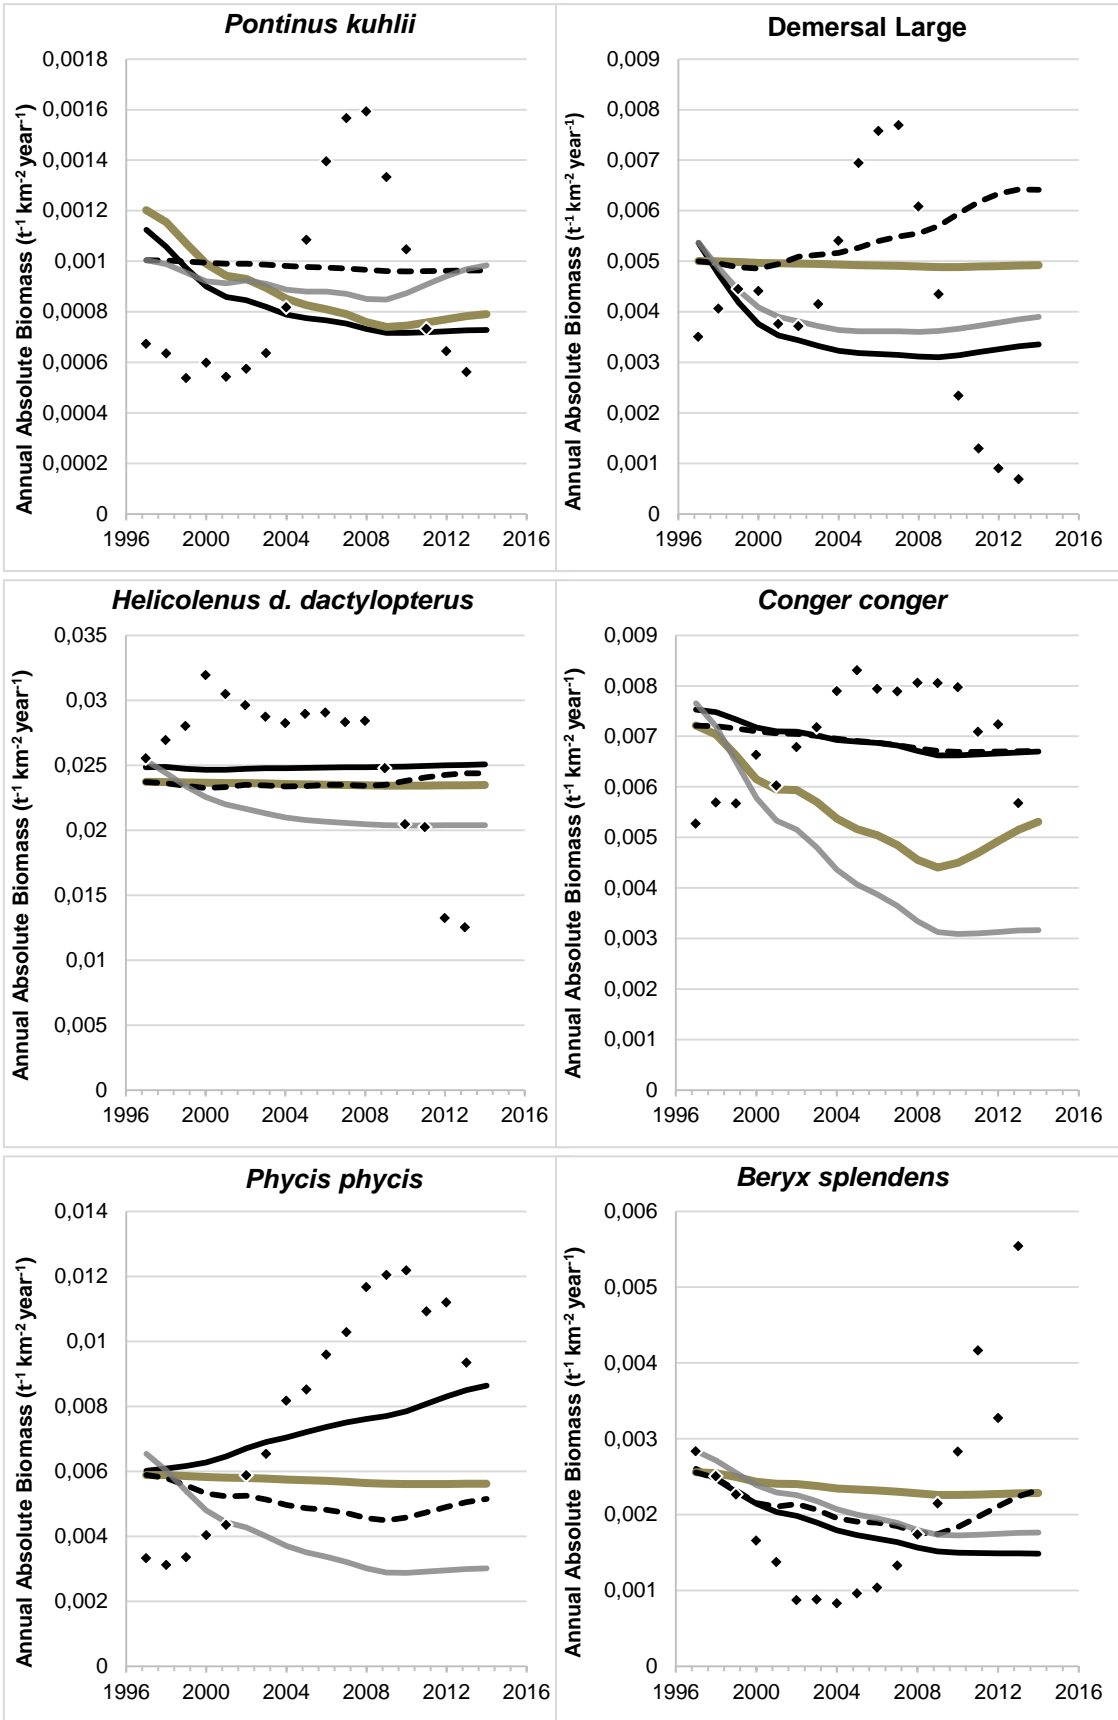 Pontinus kuhlii
Annual Absolute Biomass (t⁻¹ km⁻² year⁻¹)
0,0018
0,0016
0,0014
0,0012
0,001
0,0008
0,0006
0,0004
0,0002
0
1996 2000 2004 2008 2012 2016
Demersal Large
Annual Absolute Biomass (t⁻¹ km⁻² year⁻¹)
0,009
0,008
0,007
0,006
0,005
0,004
0,003
0,002
0,001
0
1996 2000 2004 2008 2012 2016
Helicolenus d. dactylopterus
Annual Absolute Biomass (t⁻¹ km⁻² year⁻¹)
0,035
0,03
0,025
0,02
0,015
0,01
0,005
0
1996 2000 2004 2008 2012 2016
Conger conger
Annual Absolute Biomass (t⁻¹ km⁻² year⁻¹)
0,009
0,008
0,007
0,006
0,005
0,004
0,003
0,002
0,001
0
1996 2000 2004 2008 2012 2016
Phycis phycis
Annual Absolute Biomass (t⁻¹ km⁻² year⁻¹)
0,014
0,012
0,01
0,008
0,006
0,004
0,002
0
1996 2000 2004 2008 2012 2016
Beryx splendens
Annual Absolute Biomass (t⁻¹ km⁻² year⁻¹)
0,006
0,005
0,004
0,003
0,002
0,001
0
1996 2000 2004 2008 2012 2016